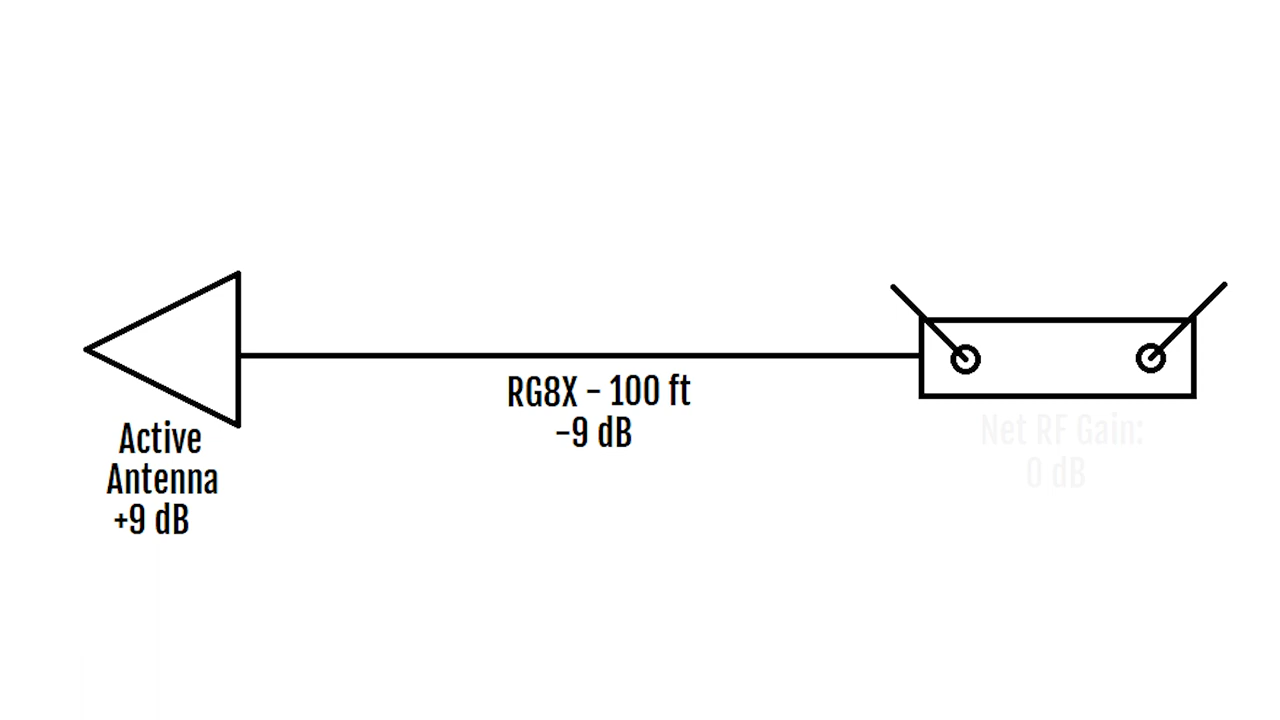 RG8X - 100 ft
-9 dB
Active
Antenna
+9 dB
Net RF Gain:
0 dB